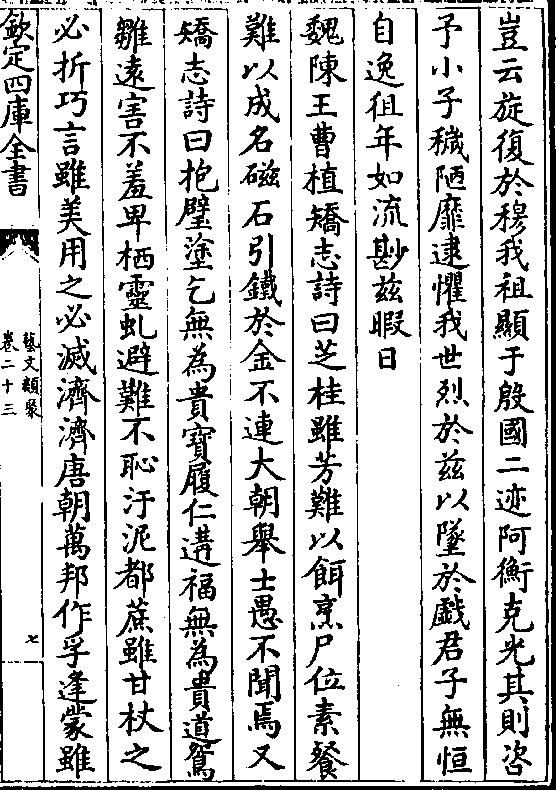 豈云旋復於穆我祖顯于殷國二迹阿衡克光其則咨
予小子穢陋靡逮懼我世烈於兹以墜於戲君子無恒
自逸徂年如流尠兹暇日
魏陳王曹植矯志詩曰芝桂雖芳難以餌烹尸位素餐
難以成名磁石引鐵於金不連大朝舉士愚不聞焉又
矯志詩曰抱璧塗乞無為貴寶履仁遘福無為貴道鴛
雛遠害不羞卑栖靈虬避難不恥汙泥都蔗雖甘杖之
必折巧言雖美用之必滅濟濟唐朝萬邦作孚逢蒙雖
欽定四庫全書
藝文類聚
卷二十三
七